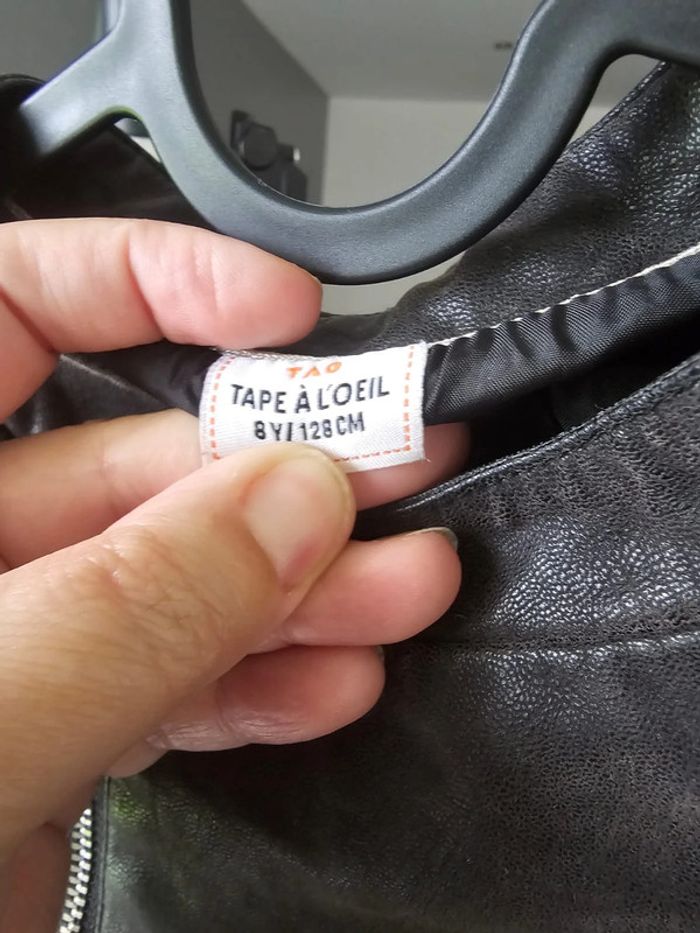 TAO
TAPE À L'OEIL
8Y/128CM